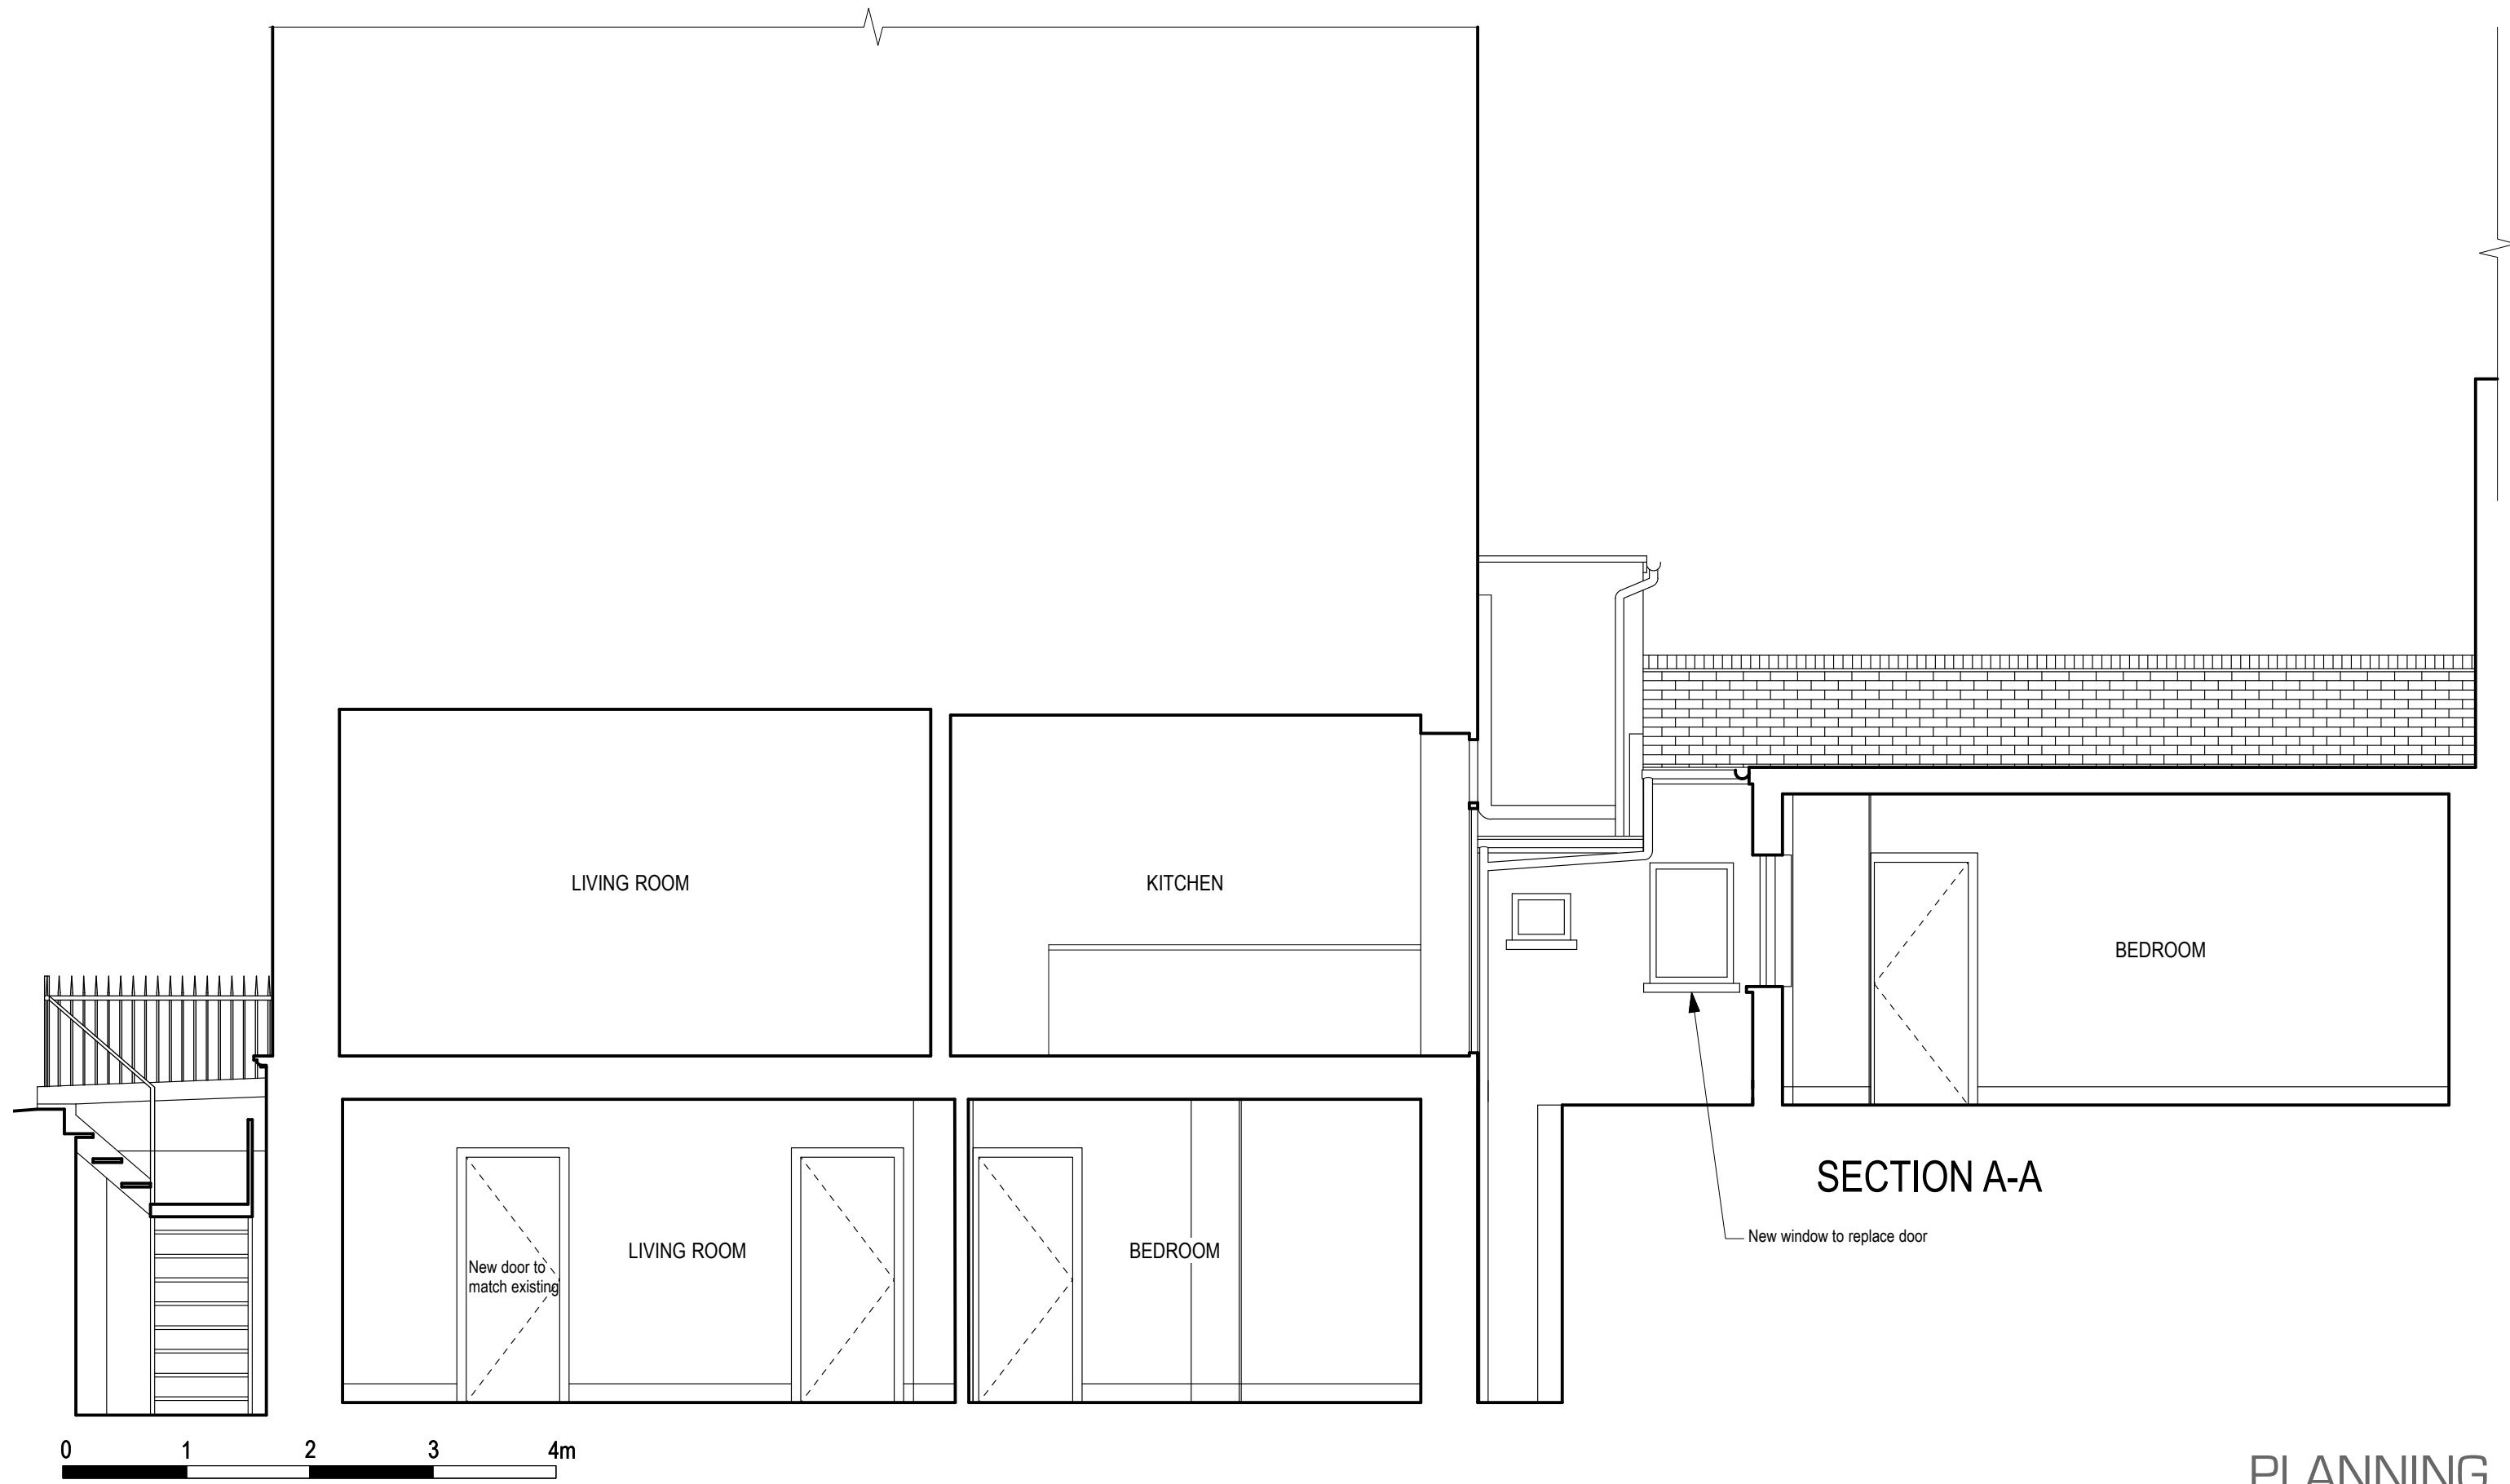 LIVING ROOM
KITCHEN
BEDROOM
SECTION A-A
New window to replace door
LIVING ROOM
New door to
match existing
BEDROOM
0 1 2 3 4m
PLANNING